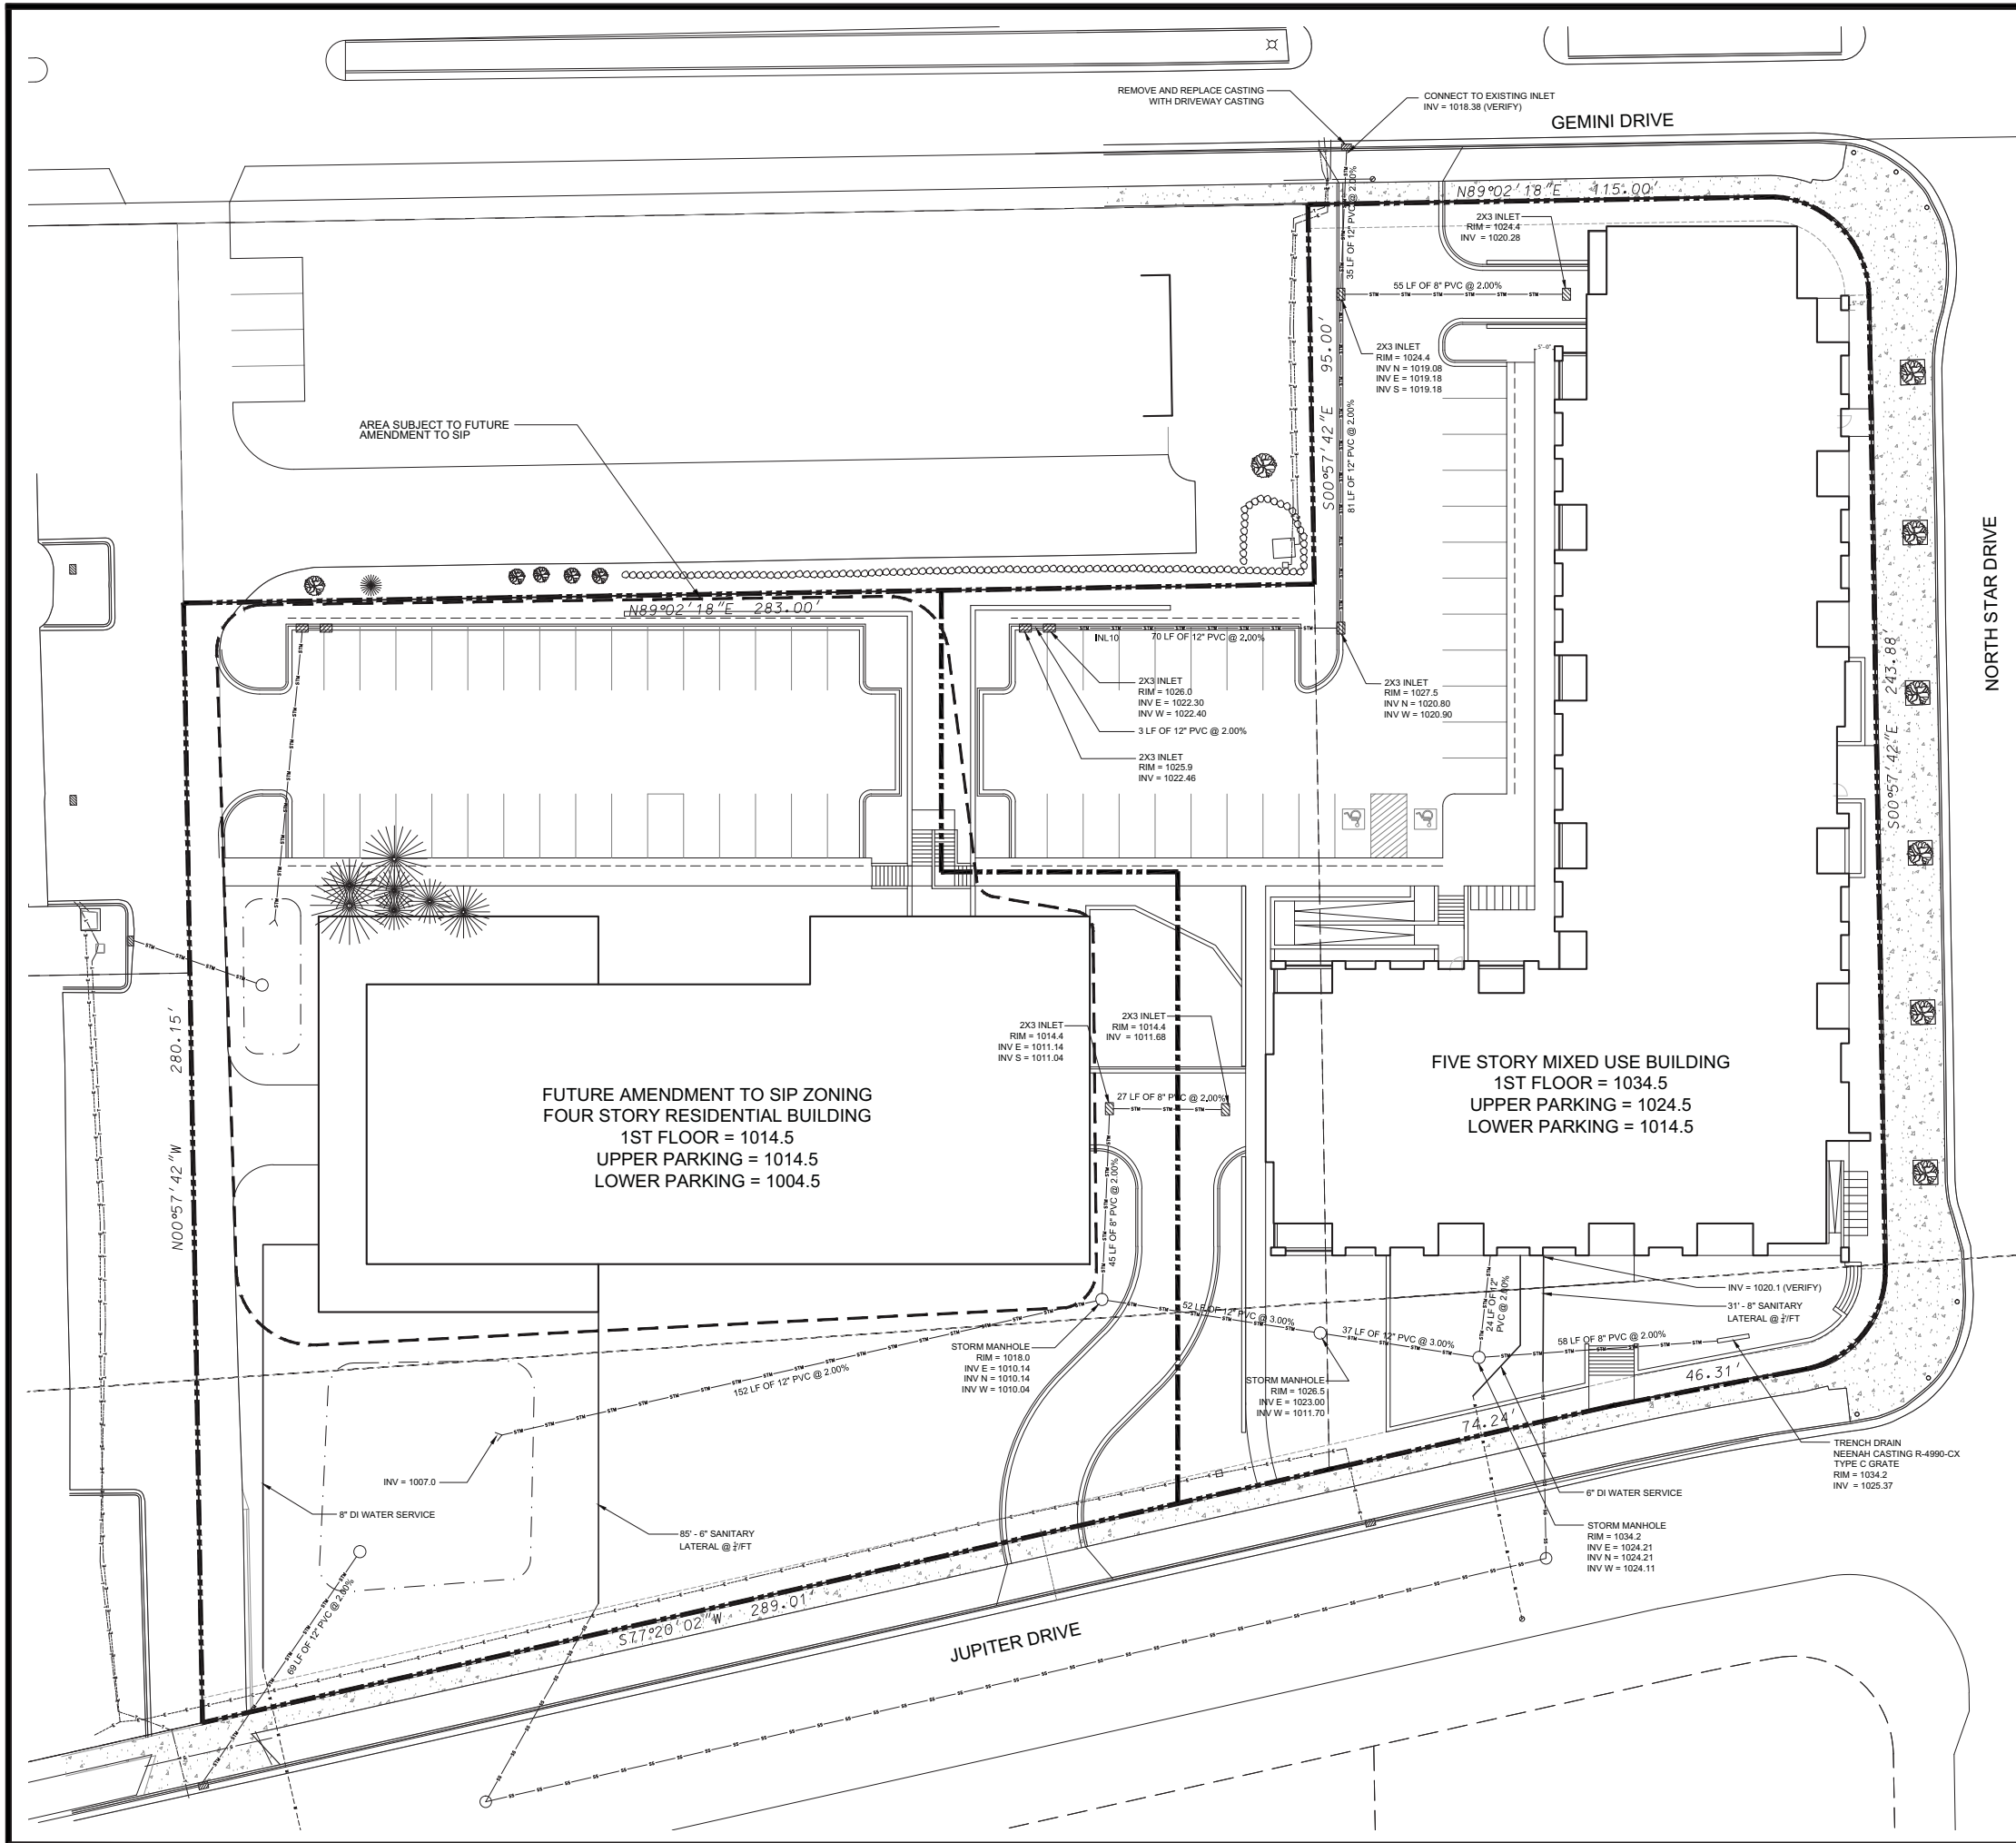 REMOVE AND REPLACE CASTING
WITH DRIVEWAY CASTING
CONNECT TO EXISTING INLET
INV = 1018.38 (VERIFY)
GEMINI DRIVE
N89°02'18"E 115.00'
2X3 INLET
RIM = 1024.4
INV = 1020.28
35 LF OF 12" PVC @ 2.00%
55 LF OF 8" PVC @ 2.00%
5'-0"
2X3 INLET
RIM = 1024.4
INV N = 1019.08
INV E = 1019.18
INV S = 1019.18
5'-0"
S00°57'42"E 95.00'
81 LF OF 12" PVC @ 2.00%
AREA SUBJECT TO FUTURE
AMENDMENT TO SIP
NORTH STAR DRIVE
N89°02'18"E 283.00'
INL10
70 LF OF 12" PVC @ 2.00%
2X3 INLET
RIM = 1026.0
INV E = 1022.30
INV W = 1022.40
3 LF OF 12" PVC @ 2.00%
2X3 INLET
RIM = 1025.9
INV = 1022.46
2X3 INLET
RIM = 1027.5
INV N = 1020.80
INV W = 1020.90
S00°57'42"E 243.88'
2X3 INLET
RIM = 1014.4
INV E = 1011.14
INV S = 1011.04
2X3 INLET
RIM = 1014.4
INV = 1011.68
N00°57'42"W 280.15'
FUTURE AMENDMENT TO SIP ZONING
FOUR STORY RESIDENTIAL BUILDING
1ST FLOOR = 1014.5
UPPER PARKING = 1014.5
LOWER PARKING = 1004.5
FIVE STORY MIXED USE BUILDING
1ST FLOOR = 1034.5
UPPER PARKING = 1024.5
LOWER PARKING = 1014.5
27 LF OF 8" PVC @ 2.00%
45 LF OF 8" PVC @ 2.00%
52 LF OF 12" PVC @ 3.00%
37 LF OF 12" PVC @ 3.00%
24 LF OF 12"
PVC @ 2.00%
58 LF OF 8" PVC @ 2.00%
INV = 1020.1 (VERIFY)
31' - 8" SANITARY
STORM MANHOLE
RIM = 1018.0
INV E = 1010.14
INV N = 1010.14
INV W = 1010.04
152 LF OF 12" PVC @ 2.00%
STORM MANHOLE
RIM = 1026.5
INV E = 1023.00
INV W = 1011.70
46.31'
74.24'
TRENCH DRAIN
NEENAH CASTING R-4990-CX
TYPE C GRATE
RIM = 1034.2
INV = 1025.37
INV = 1007.0
8" DI WATER SERVICE
85' - 6" SANITARY
6" DI WATER SERVICE
STORM MANHOLE
RIM = 1034.2
INV E = 1024.21
INV N = 1024.21
INV W = 1024.11
69 LF OF 12" PVC @ 2.00%
S77°20'02"W 289.01'
JUPITER DRIVE